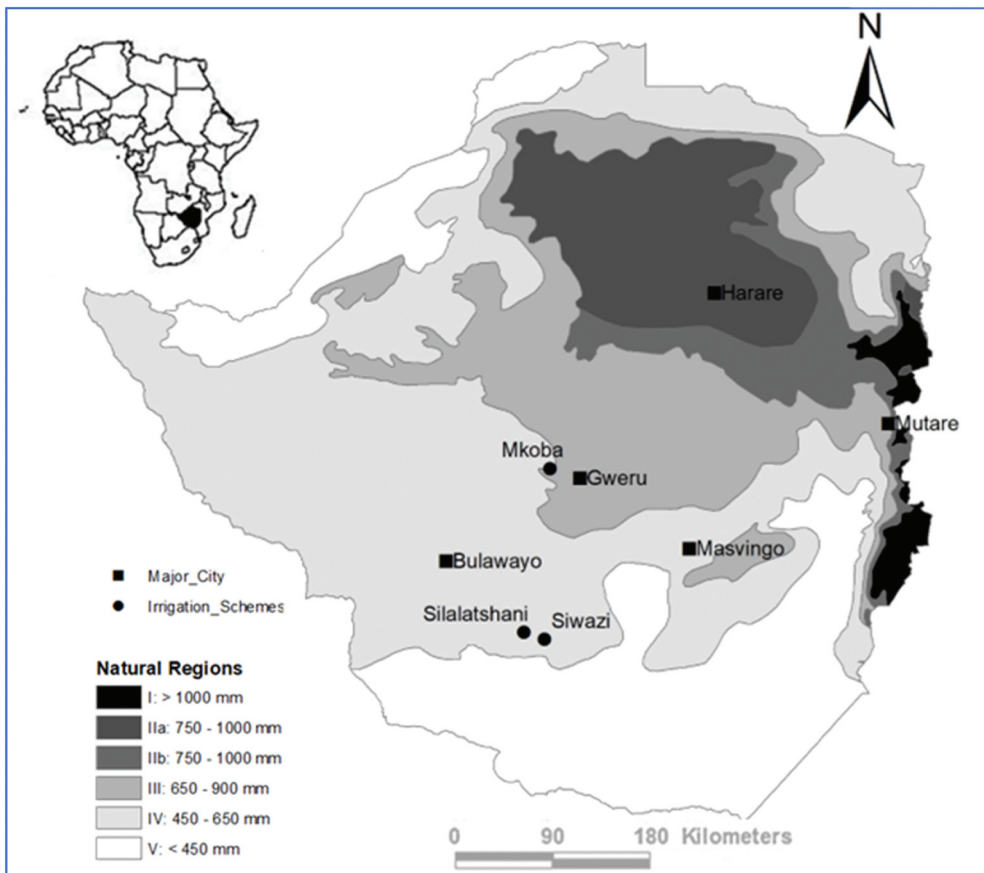 N
Harare
Mutare
Mkoba
Gweru
Masvingo
Bulawayo
Silalatshani
Siwazi
Major_City
Irrigation_Schemes
Natural Regions
I: > 1000 mm
IIa: 750 - 1000 mm
IIb: 750 - 1000 mm
III: 650 - 900 mm
IV: 450 - 650 mm
V: < 450 mm
0 90 180 Kilometers